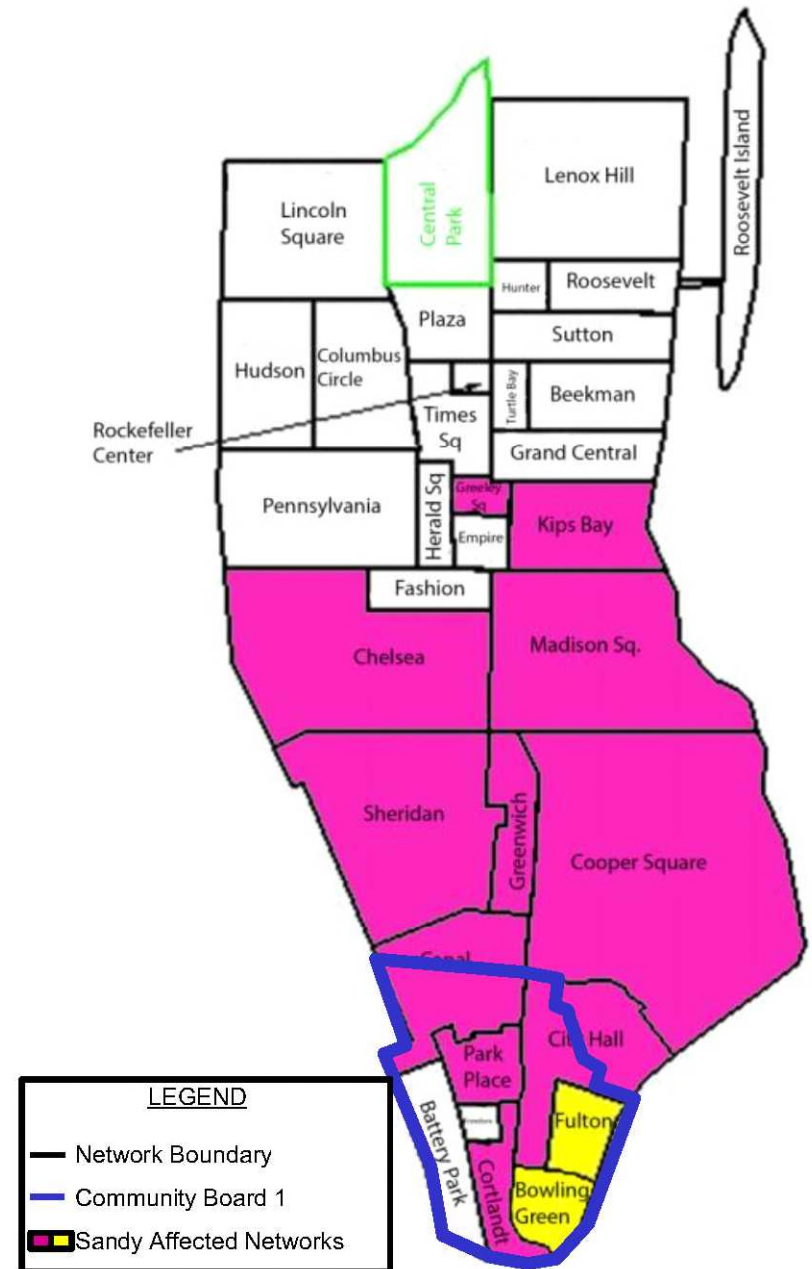 Roosevelt Island
Lenox Hill
Lincoln
Square
Central
Park
Hunter
Roosevelt
Plaza
Sutton
Hudson
Columbus
Circle
Turtle Bay
Beekman
Times
Sq
Rockefeller
Center
Grand Central
Pennsylvania
Herald Sq
Greeley
Sq
Kips Bay
Empire
Fashion
Chelsea
Madison Sq.
Sheridan
Greenwich
Cooper Square
Canal
City Hall
Park
Place
Battery Park
Fulton
Cortlandt
Bowling
Green
LEGEND
Network Boundary
Community Board 1
Sandy Affected Networks